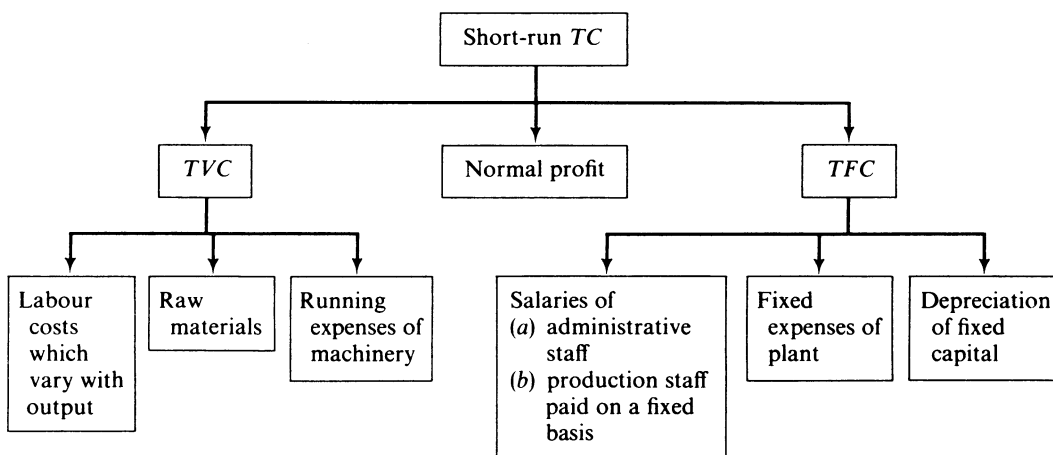 Short-run TC
TVC
Normal profit
TFC
Labour
costs
which
vary with
output
Raw
materials
Running
expenses of
machinery
Salaries of
(a) administrative
staff
(b) production staff
paid on a fixed
basis
Fixed
expenses of
plant
Depreciation
of fixed
capital